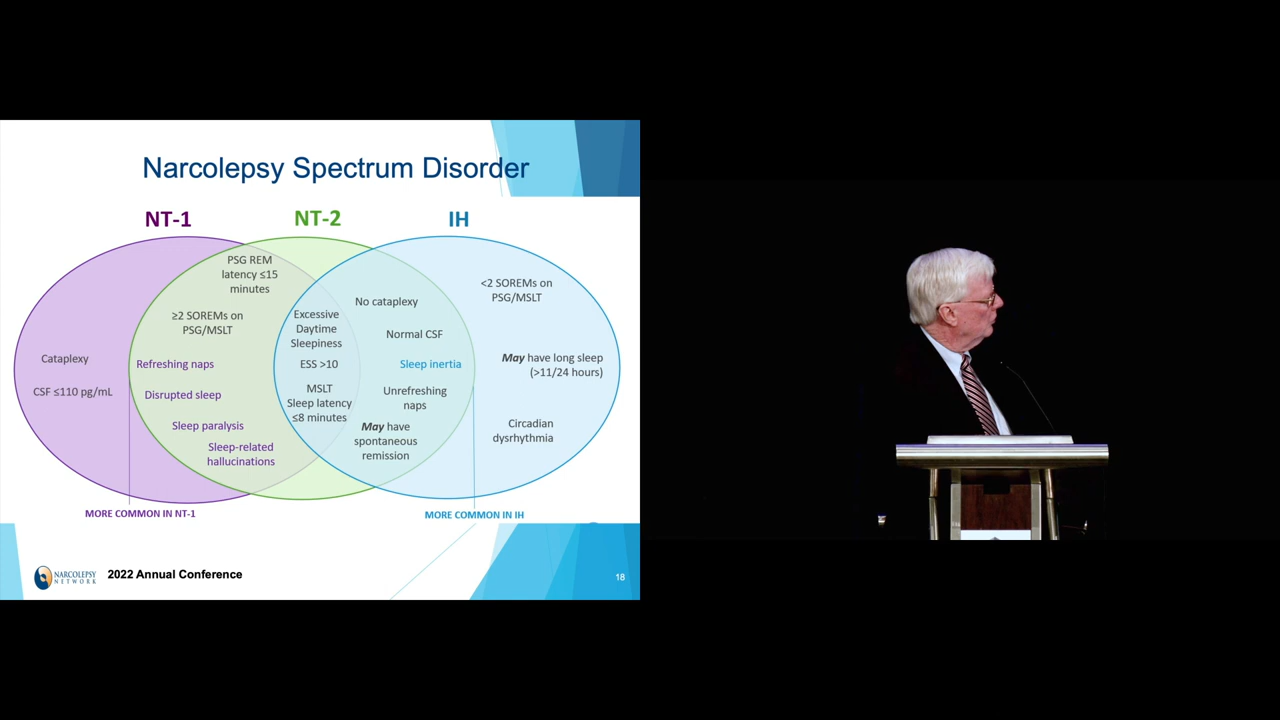 Narcolepsy Spectrum Disorder
NT-1
NT-2
IH
Cataplexy
CSF ≤110 pg/mL
PSG REM
latency ≤15
minutes
≥2 SOREMs on
PSG/MSLT
Refreshing naps
Disrupted sleep
Sleep paralysis
Sleep-related
hallucinations
Excessive
Daytime
Sleepiness
ESS >10
MSLT
Sleep latency
≤8 minutes
No cataplexy
Normal CSF
Sleep inertia
Unrefreshing
naps
May have
spontaneous
remission
<2 SOREMs on
PSG/MSLT
May have long sleep
(>11/24 hours)
Circadian
dysrhythmia
MORE COMMON IN NT-1
MORE COMMON IN IH
NARCOLEPSY
NETWORK
2022 Annual Conference
18